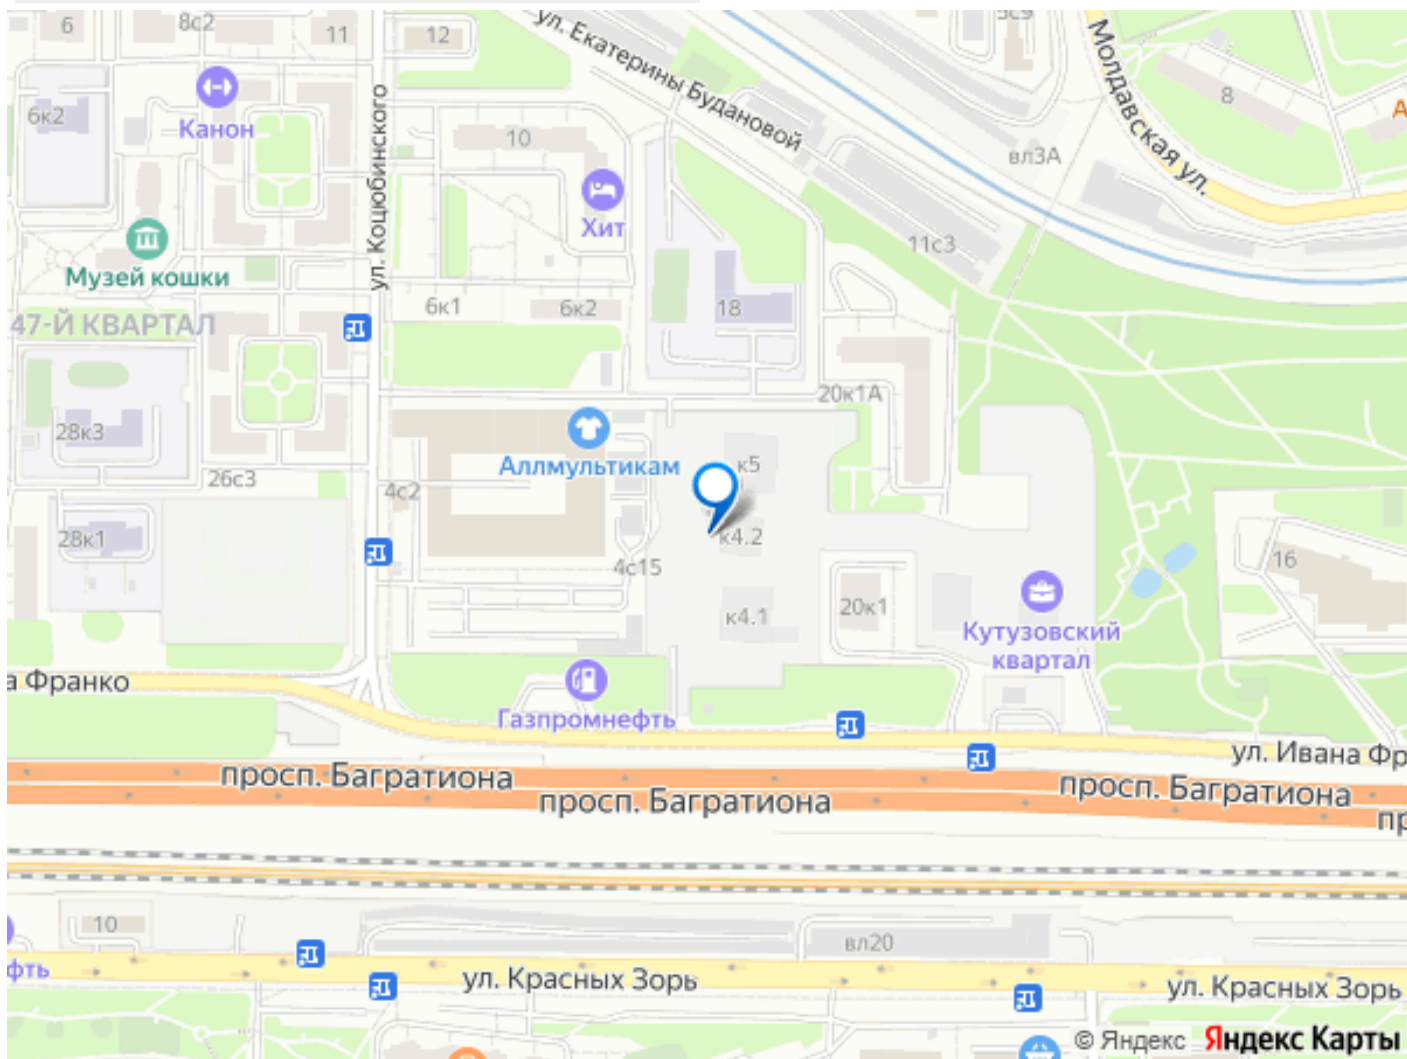 6
8с2
11
12
5с9
ул. Екатерины Будановой
Молдавская ул.
8
А
6к2
Канон
ул. Коцюбинского
10
вл3А
Хит
11с3
Музей кошки
6к1
6к2
18
47-Й КВАРТАЛ
20к1А
28к3
Аллмультикам
к5
26с3
4с2
28к1
к4.2
4с15
16
20к1
к4.1
Кутузовский
квартал
а Франко
Газпромнефть
ул. Ивана Фр
просп. Багратиона
просп. Багратиона
просп. Багратиона
пр
10
вл20
фть
ул. Красных Зорь
ул. Красных Зорь
© Яндекс Яндекс Карты